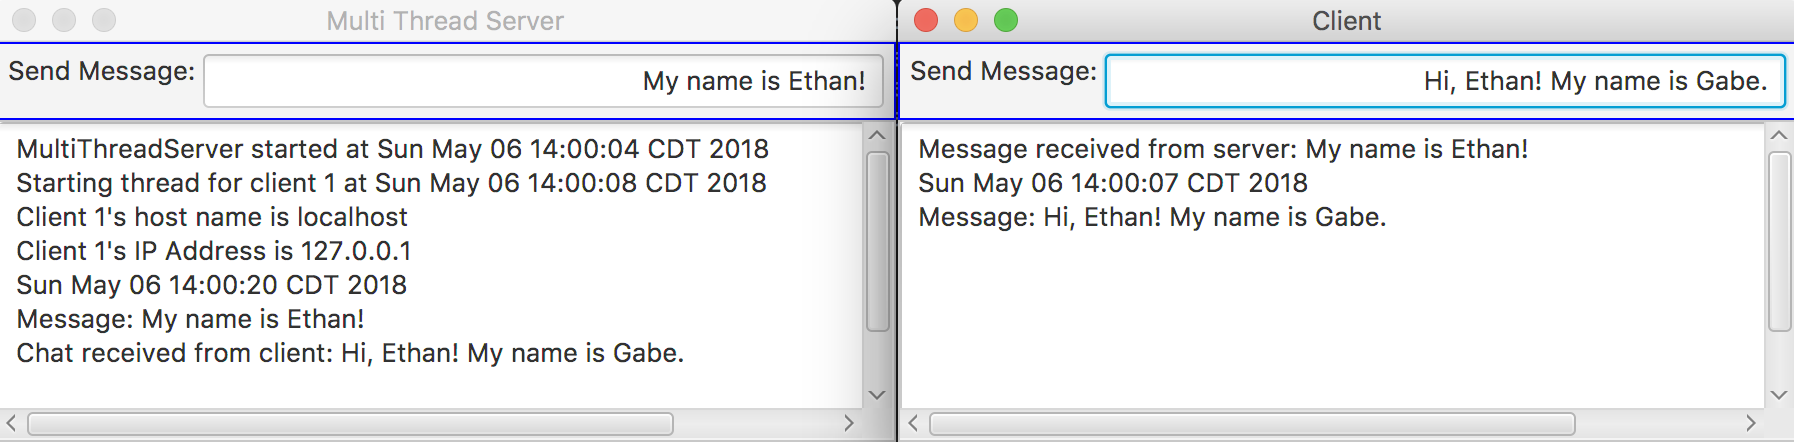 Multi Thread Server
Send Message: My name is Ethan!
MultiThreadServer started at Sun May 06 14:00:04 CDT 2018
Starting thread for client 1 at Sun May 06 14:00:08 CDT 2018
Client 1's host name is localhost
Client 1's IP Address is 127.0.0.1
Sun May 06 14:00:20 CDT 2018
Message: My name is Ethan!
Chat received from client: Hi, Ethan! My name is Gabe.
Client
Send Message: Hi, Ethan! My name is Gabe.
Message received from server: My name is Ethan!
Sun May 06 14:00:07 CDT 2018
Message: Hi, Ethan! My name is Gabe.